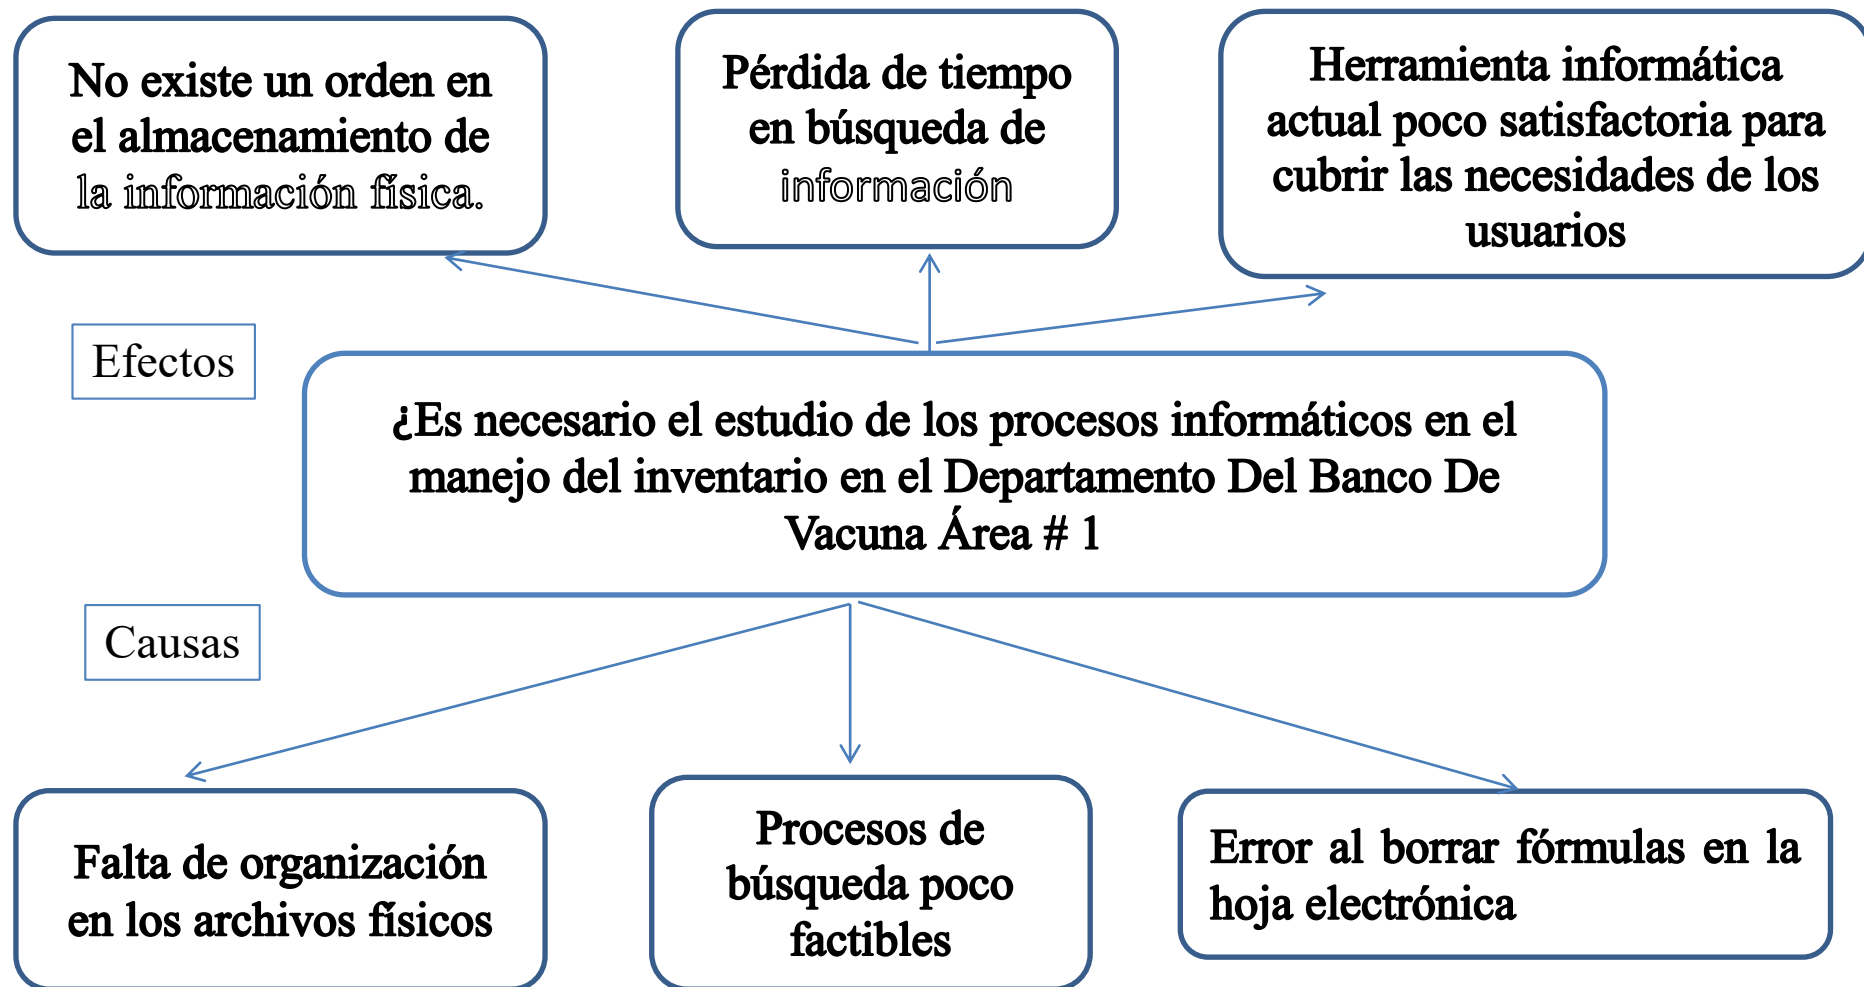 No existe un orden en
el almacenamiento de
la información física.
Pérdida de tiempo
en búsqueda de
información
Herramienta informática
actual poco satisfactoria para
cubrir las necesidades de los
usuarios
Efectos
¿Es necesario el estudio de los procesos informáticos en el
manejo del inventario en el Departamento Del Banco De
Vacuna Área # 1
Causas
Falta de organización
en los archivos físicos
Procesos de
búsqueda poco
factibles
Error al borrar fórmulas en la
hoja electrónica